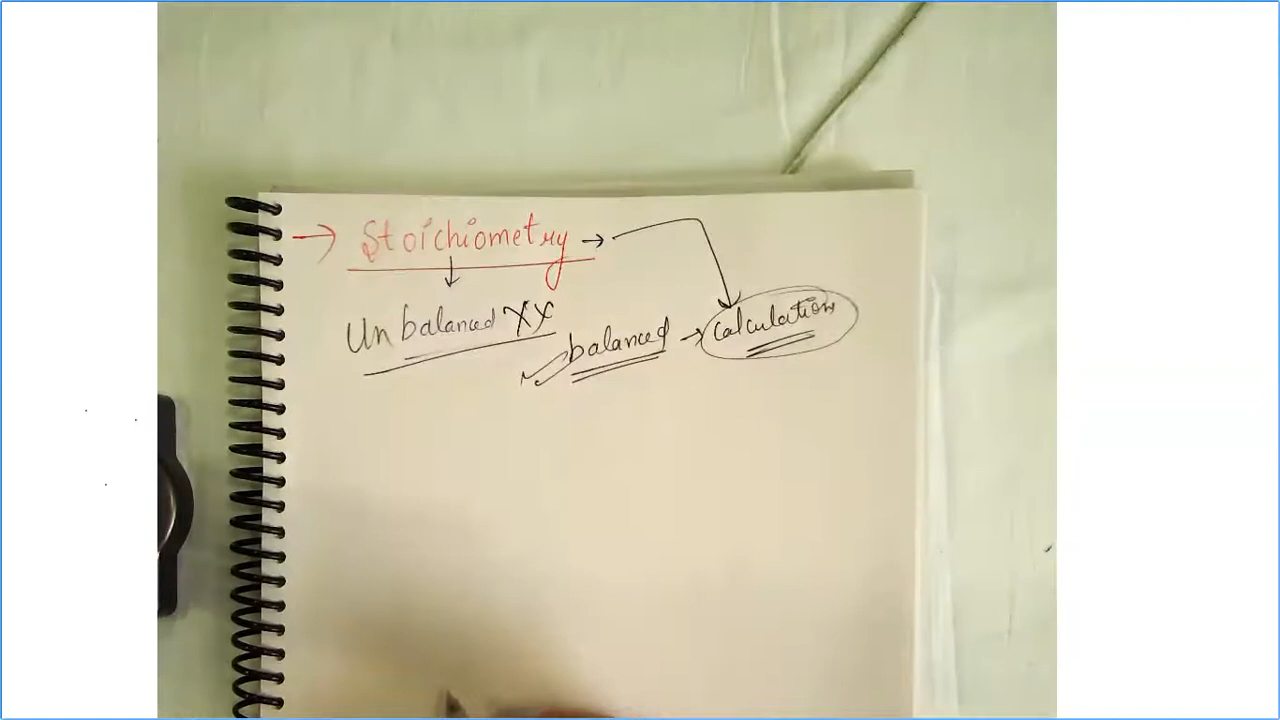 → Stoichiometry →
↓
Unbalanced XX
balanced → calculation